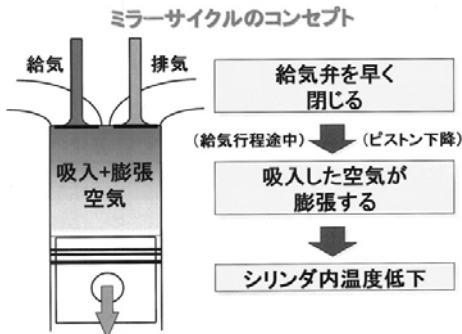 ミラーサイクルのコンセプト
給気
排気
吸入+膨張
空気
給気弁を早く
閉じる
(給気行程途中)
(ピストン下降)
吸入した空気が
膨張する
シリンダ内温度低下